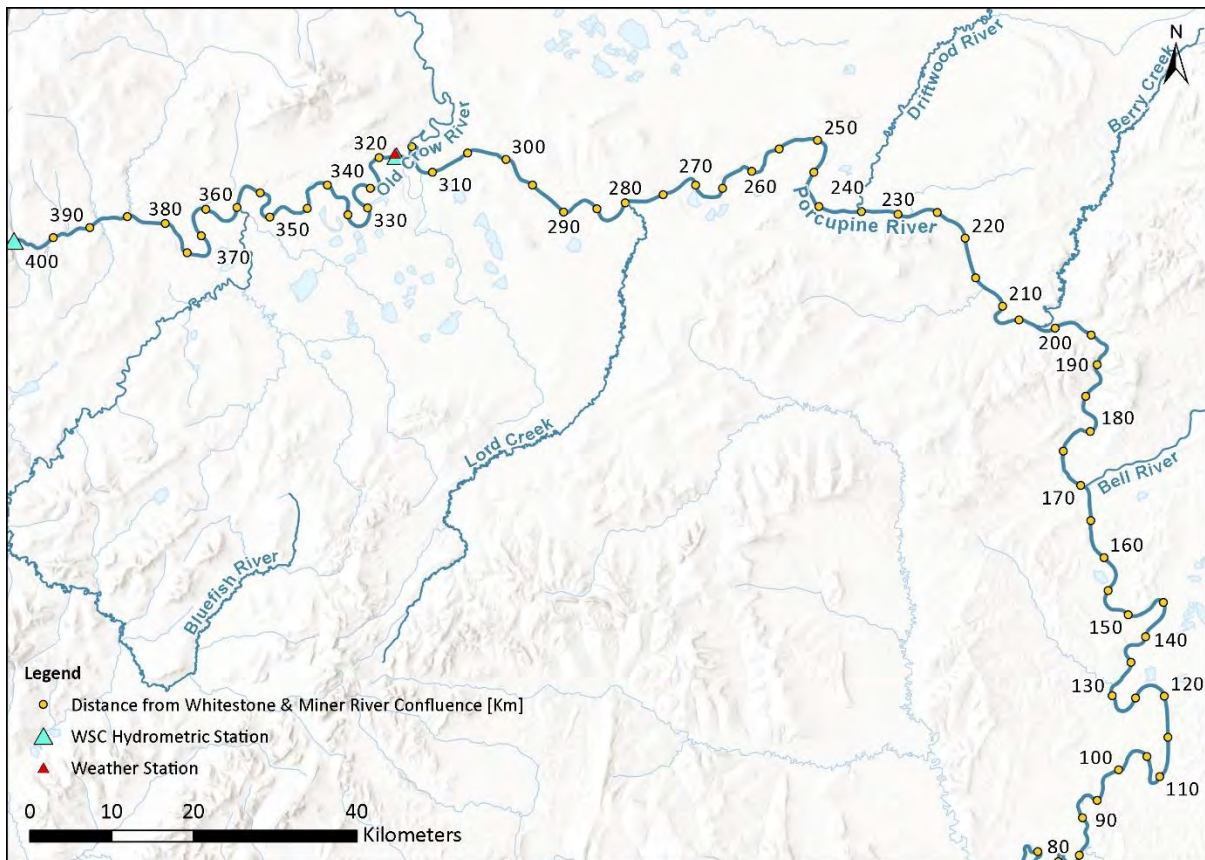 N
Driftwood River
Berry Creek
Old Crow River
250
320
300
340
310
270
260
360
390
380
280
240
230
350
330
290
Porcupine River
220
400
370
210
200
190
180
Lord Creek
Bell River
170
160
Bluefish River
150
140
130
120
100
110
90
80
Legend
Distance from Whitestone & Miner River Confluence [Km]
WSC Hydrometric Station
Weather Station
0 10 20 40
Kilometers